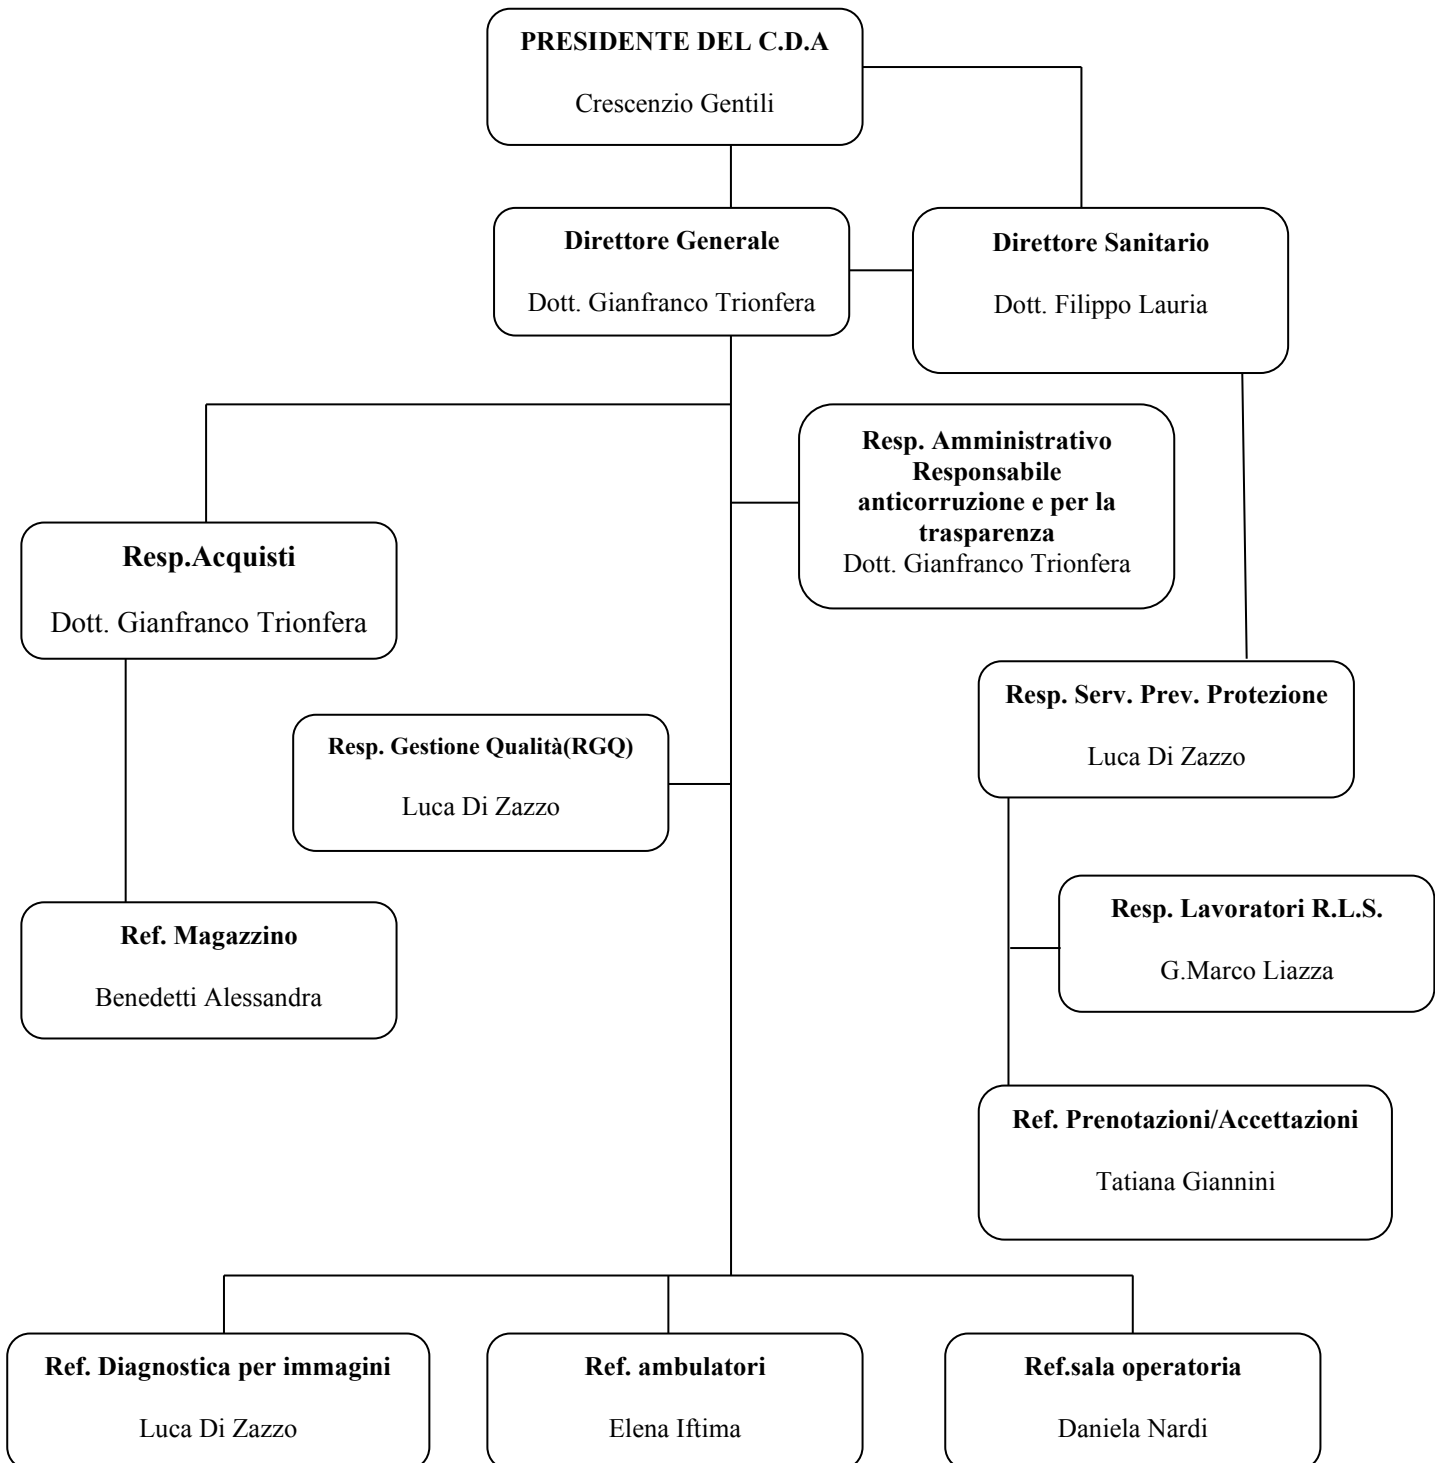 PRESIDENTE DEL C.D.A
Crescenzio Gentili
Direttore Generale
Dott. Gianfranco Trionfera
Direttore Sanitario
Dott. Filippo Lauria
Resp. Amministrativo
Responsabile
anticorruzione e per la
trasparenza
Dott. Gianfranco Trionfera
Resp.Acquisti
Dott. Gianfranco Trionfera
Resp. Serv. Prev. Protezione
Luca Di Zazzo
Resp. Gestione Qualità(RGQ)
Luca Di Zazzo
Resp. Lavoratori R.L.S.
G.Marco Liazza
Ref. Magazzino
Benedetti Alessandra
Ref. Prenotazioni/Accettazioni
Tatiana Giannini
Ref. Diagnostica per immagini
Luca Di Zazzo
Ref. ambulatori
Elena Iftima
Ref.sala operatoria
Daniela Nardi